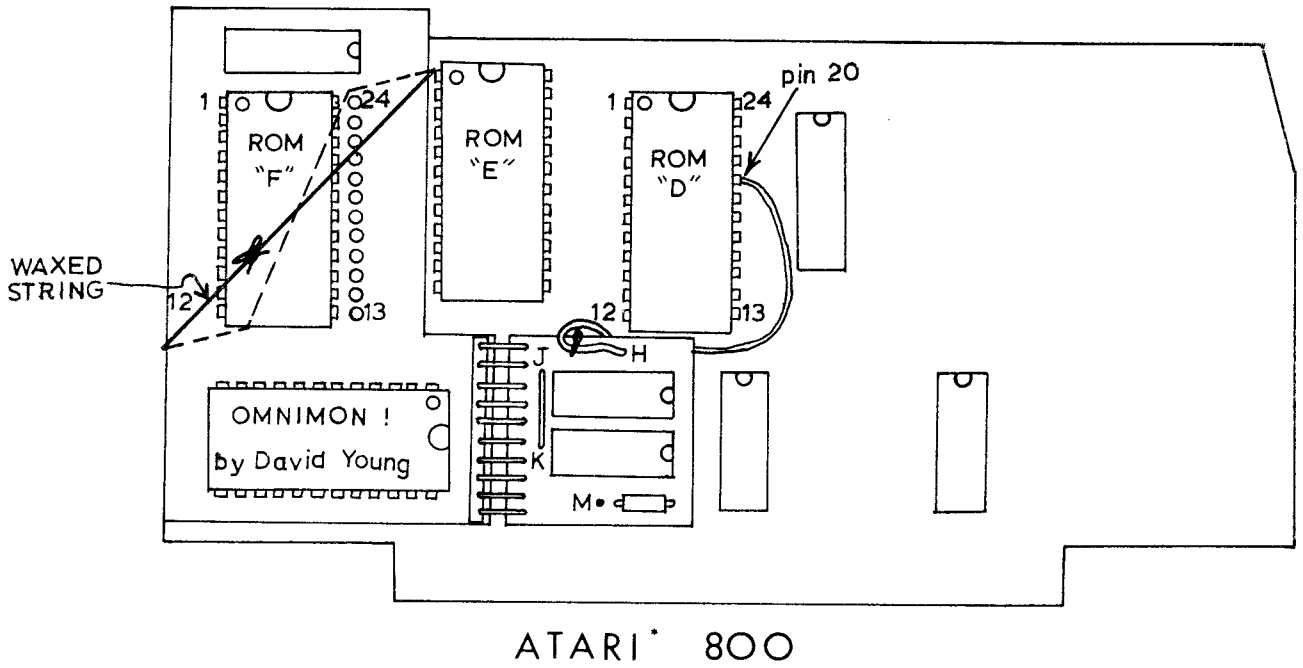 pin 20
1
24
ROM
"F"
ROM
"E"
1
24
ROM
"D"
WAXED
STRING
12
13
12
13
J
H
OMNIMON !
by David Young
K
M
ATARI* 800